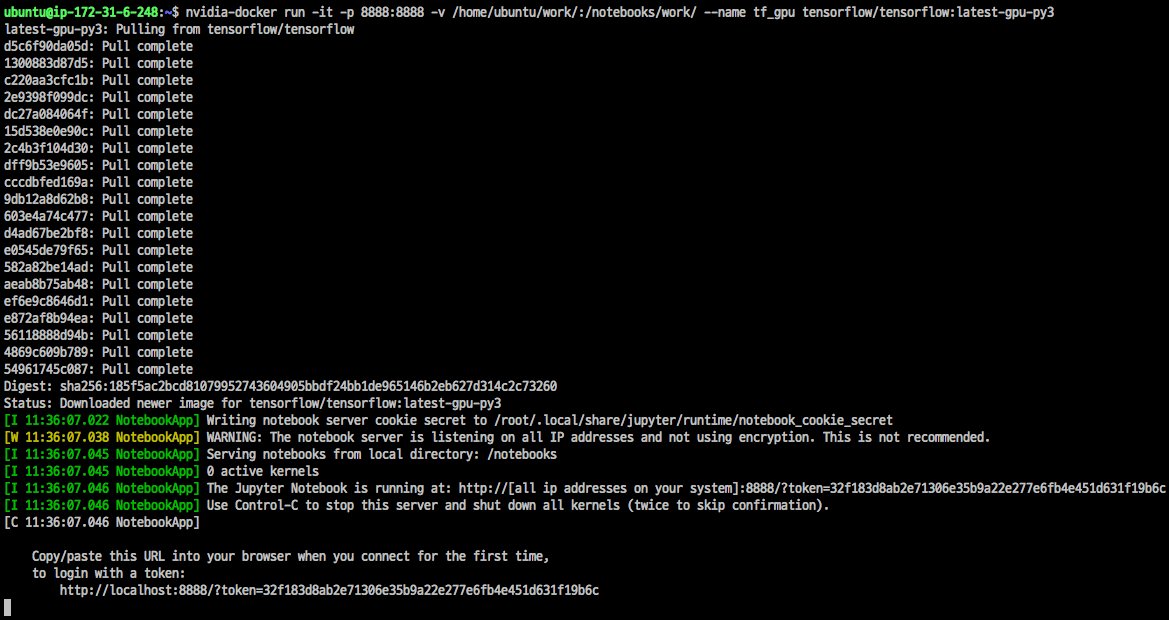 ubuntu@ip-172-31-6-248:~$ nvidia-docker run -it -p 8888:8888 -v /home/ubuntu/work/:/notebooks/work/ --name tf_gpu tensorflow/tensorflow:latest-gpu-py3
latest-gpu-py3: Pulling from tensorflow/tensorflow
d5c6f90da05d: Pull complete
1300883d87d5: Pull complete
c220aa3cfc1b: Pull complete
2e9398f099dc: Pull complete
dc27a084064f: Pull complete
15d538e0e90c: Pull complete
2c4b3f104d30: Pull complete
dff9b53e9605: Pull complete
cccdbfed169a: Pull complete
9db12a8d62b8: Pull complete
603e4a74c477: Pull complete
d4ad67be2bf8: Pull complete
e0545de79f65: Pull complete
582a82be14ad: Pull complete
aeab8b75ab48: Pull complete
ef6e9c8646d1: Pull complete
e872af8b94ea: Pull complete
56118888d94b: Pull complete
4869c609b789: Pull complete
54961745c087: Pull complete
Digest: sha256:185f5ac2bcd81079952743604905bbdf24bb1de965146b2eb627d314c2c73260
Status: Downloaded newer image for tensorflow/tensorflow:latest-gpu-py3
[I 11:36:07.022 NotebookApp] Writing notebook server cookie secret to /root/.local/share/jupyter/runtime/notebook_cookie_secret
[W 11:36:07.038 NotebookApp] WARNING: The notebook server is listening on all IP addresses and not using encryption. This is not recommended.
[I 11:36:07.045 NotebookApp] Serving notebooks from local directory: /notebooks
[I 11:36:07.045 NotebookApp] 0 active kernels
[I 11:36:07.046 NotebookApp] The Jupyter Notebook is running at: http://[all ip addresses on your system]:8888/?token=32f183d8ab2e71306e35b9a22e277e6fb4e451d631f19b6c
[I 11:36:07.046 NotebookApp] Use Control-C to stop this server and shut down all kernels (twice to skip confirmation).
[C 11:36:07.046 NotebookApp]
Copy/paste this URL into your browser when you connect for the first time,
to login with a token:
http://localhost:8888/?token=32f183d8ab2e71306e35b9a22e277e6fb4e451d631f19b6c